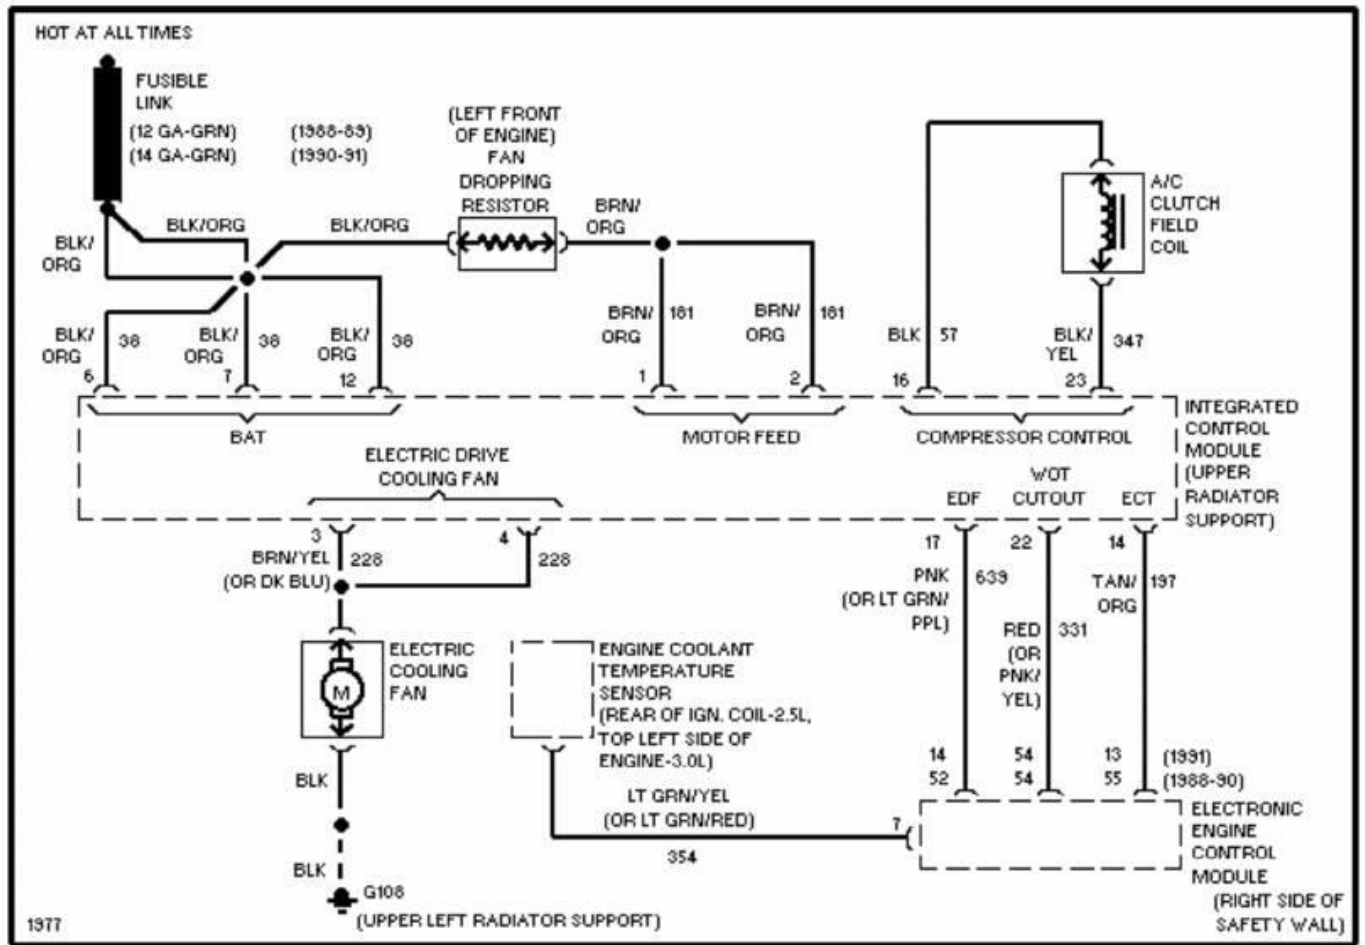 HOT AT ALL TIMES
FUSIBLE
LINK
(12 GA-GRN) (1988-89)
(14 GA-GRN) (1990-91)
(LEFT FRONT
OF ENGINE)
FAN
DROPPING
RESISTOR
BLK/ORG
BLK/ORG
BRN/
ORG
BLK/
ORG
A/C
CLUTCH
FIELD
COIL
BLK/
ORG
38
BLK/
ORG
38
BLK/
ORG
38
BRN/
ORG
181
BRN/
ORG
181
BLK
57
BLK/
YEL
347
6
7
12
1
2
16
23
BAT
MOTOR FEED
COMPRESSOR CONTROL
INTEGRATED
CONTROL
MODULE
(UPPER
RADIATOR
SUPPORT)
ELECTRIC DRIVE
COOLING FAN
EDF
WOT
CUTOUT
ECT
3
4
17
22
14
BRN/YEL
(OR DK BLU)
228
228
PNK
(OR LT GRN/
PPL)
639
RED
(OR
PNK/
YEL)
331
TAN/
ORG
197
ELECTRIC
COOLING
FAN
M
ENGINE COOLANT
TEMPERATURE
SENSOR
(REAR OF IGN. COIL-2.5L,
TOP LEFT SIDE OF
ENGINE-3.0L)
14 54 13 (1991)
52 54 55 (1988-90)
BLK
LT GRN/YEL
(OR LT GRN/RED)
354
7
ELECTRONIC
ENGINE
CONTROL
MODULE
(RIGHT SIDE OF
SAFETY WALL)
BLK
G108
(UPPER LEFT RADIATOR SUPPORT)
1977